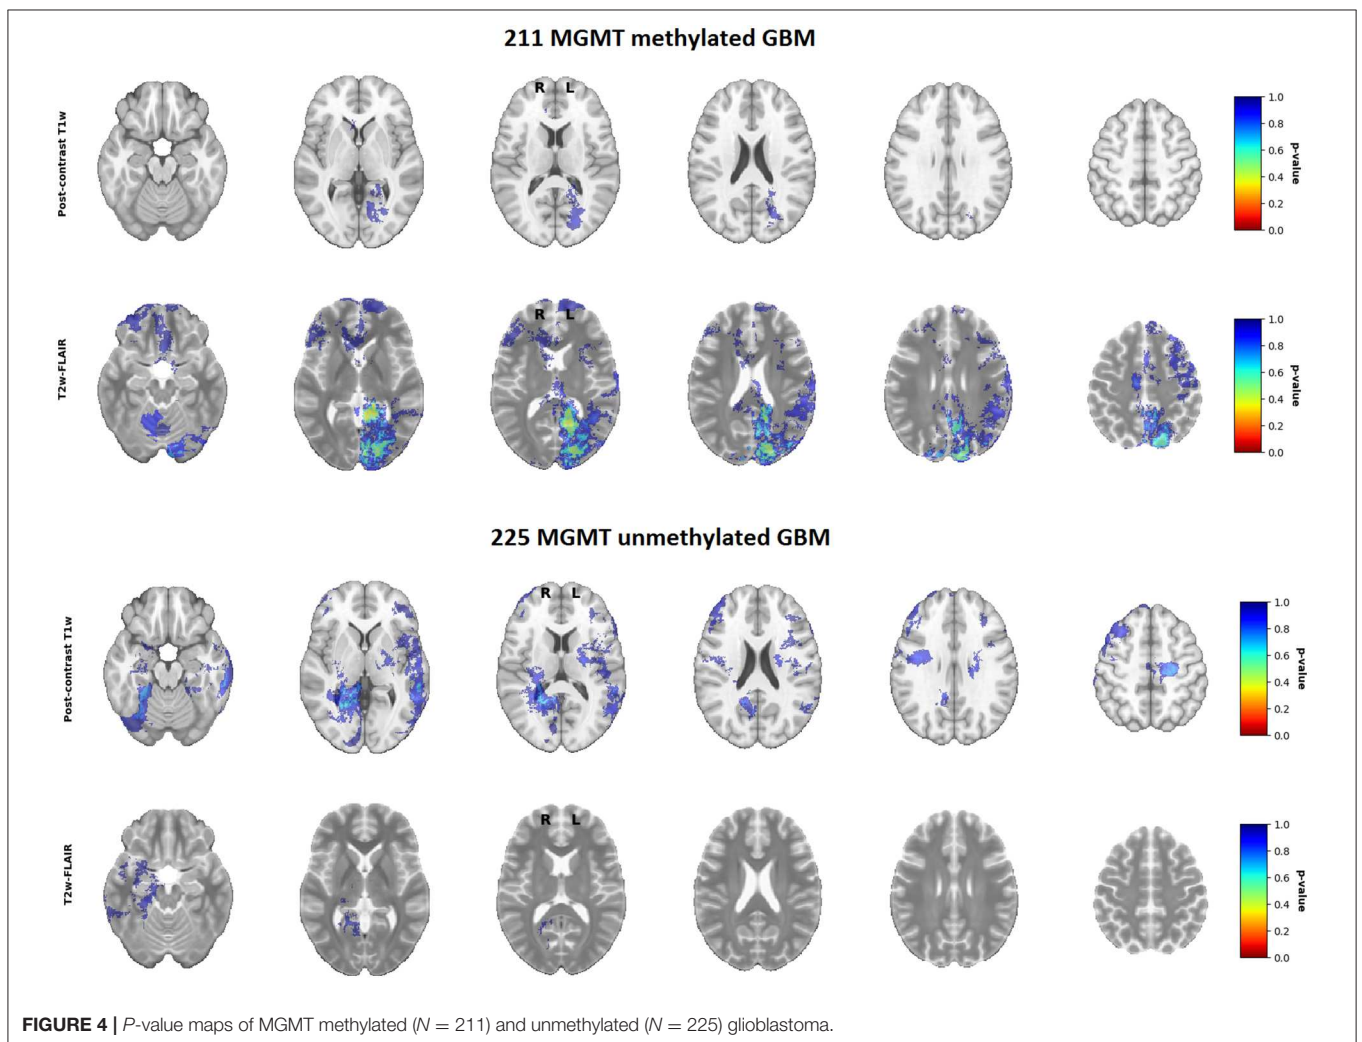 211 MGMT methylated GBM
Post-contrast T1w
R L
1.0
0.8
0.6
0.4
0.2
0.0
p-value
T2w-FLAIR
R L
1.0
0.8
0.6
0.4
0.2
0.0
p-value
225 MGMT unmethylated GBM
Post-contrast T1w
R L
1.0
0.8
0.6
0.4
0.2
0.0
p-value
T2w-FLAIR
R L
1.0
0.8
0.6
0.4
0.2
0.0
p-value
FIGURE 4 | P-value maps of MGMT methylated (N = 211) and unmethylated (N = 225) glioblastoma.